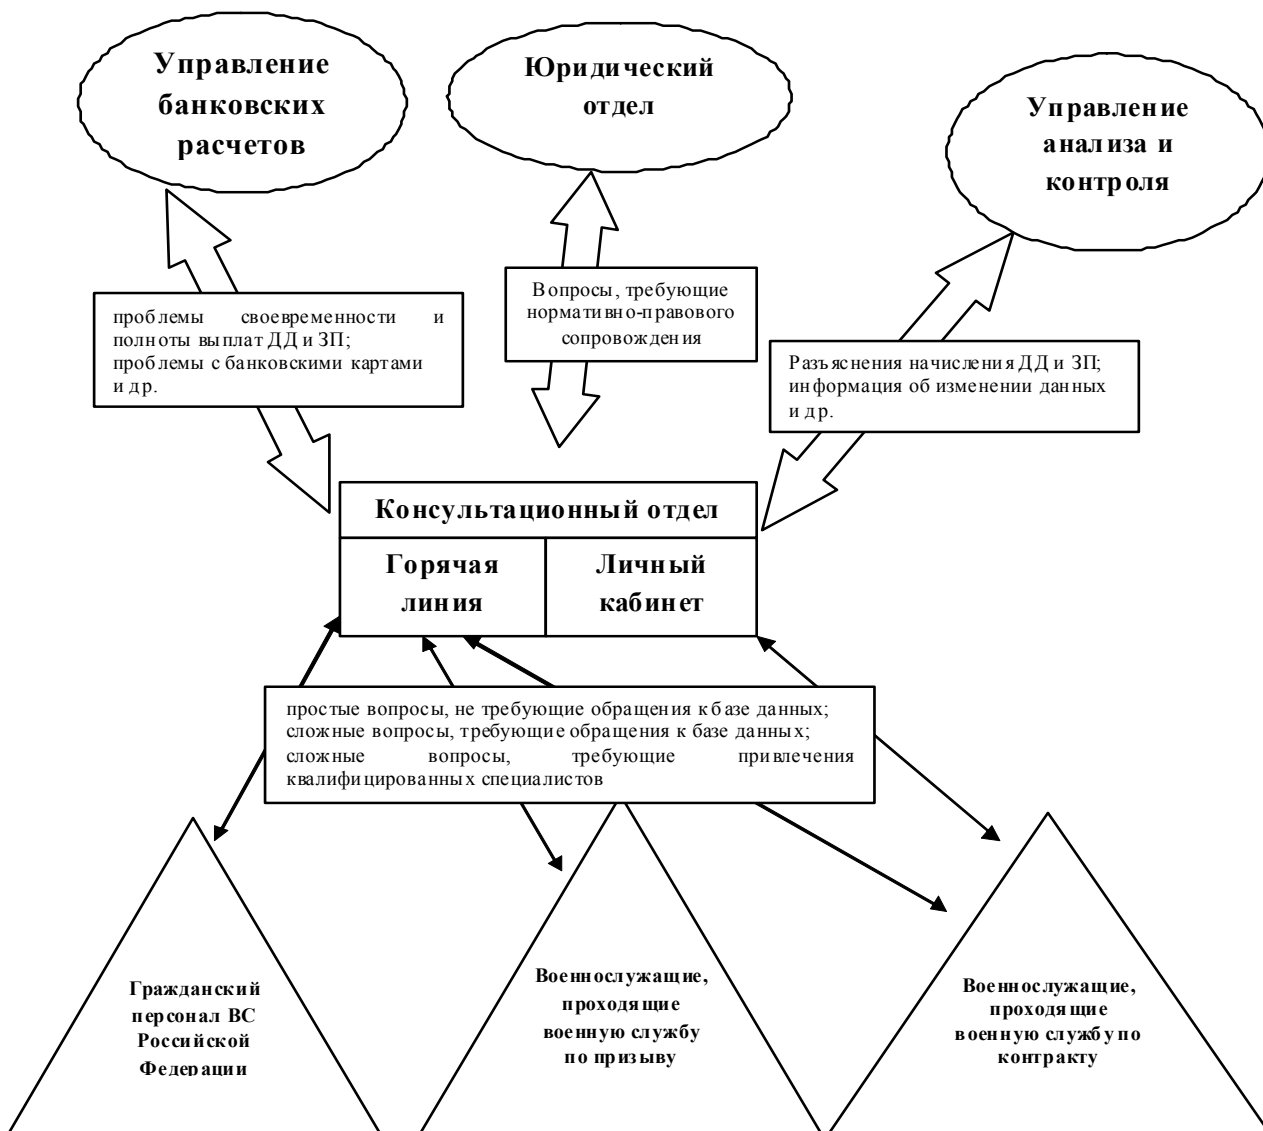 Управление
банковских
расчетов
Юридический
отдел
Управление
анализа и
контроля
проблемы своевременности и
полноты выплат ДД и ЗП;
проблемы с банковскими картами
и др.
Вопросы, требующие
нормативно-правового
сопровождения
Разъяснения начисления ДД и ЗП;
информация об изменении данных
и др.
Консультационный отдел
Горячая
линия
Личный
кабинет
простые вопросы, не требующие обращения к базе данных;
сложные вопросы, требующие обращения к базе данных;
сложные вопросы, требующие привлечения
квалифицированных специалистов
Гражданский
персонал ВС
Российской
Федерации
Военнослужащие,
проходящие
военную службу
по призыву
Военнослужащие,
проходящие
военную службу по
контракту